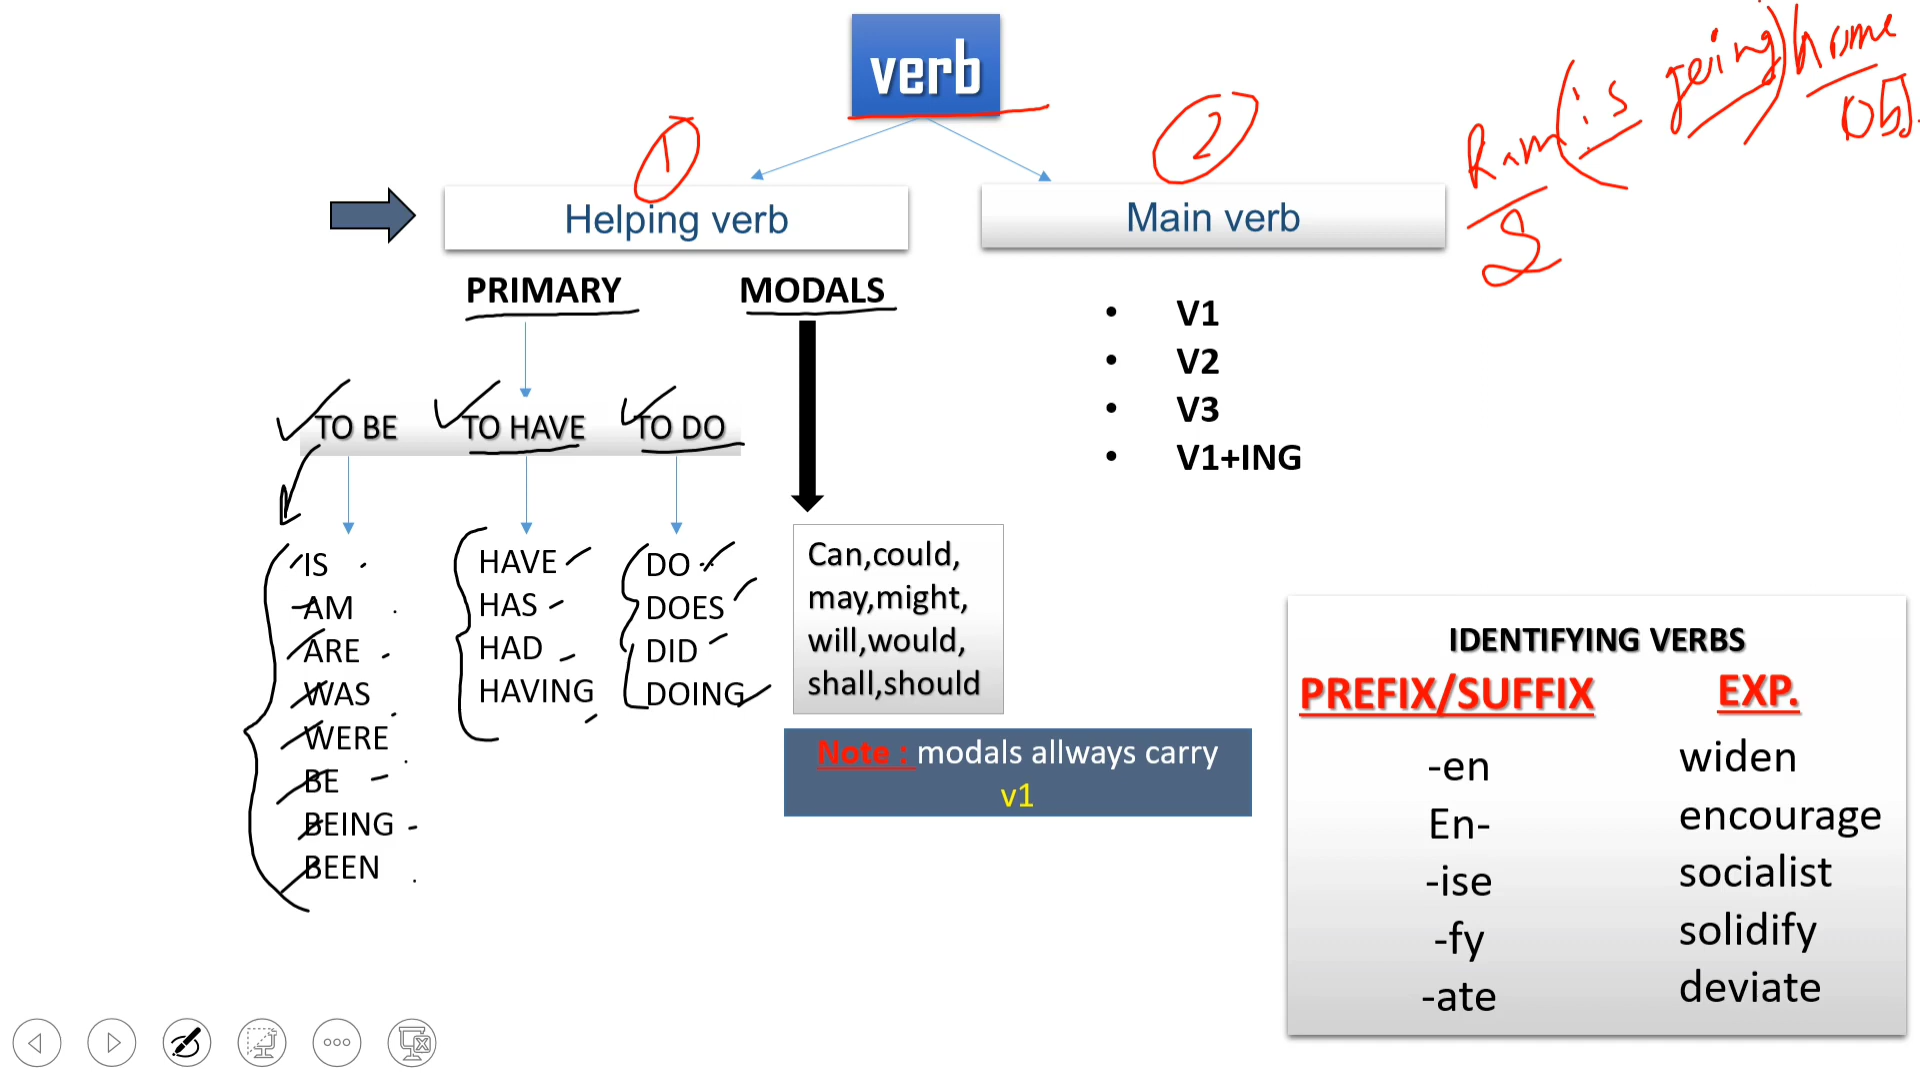 verb
1
2
Ram (is going) home
S
Obj.
Helping verb
Main verb
PRIMARY
MODALS
• V1
• V2
• V3
• V1+ING
TO BE
TO HAVE
TO DO
IS
AM
ARE
WAS
WERE
BE
BEING
BEEN
HAVE
HAS
HAD
HAVING
DO
DOES
DID
DOING
Can,could,
may,might,
will,would,
shall,should
Note : modals allways carry
v1
IDENTIFYING VERBS
PREFIX/SUFFIX EXP.
-en widen
En- encourage
-ise socialist
-fy solidify
-ate deviate